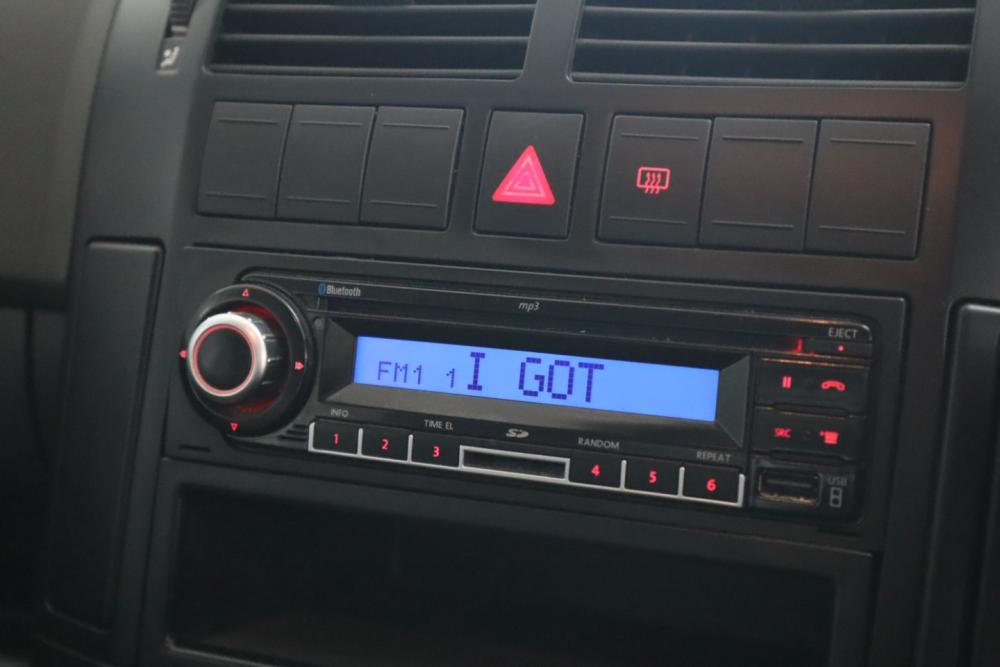 Bluetooth
mp3
EJECT
FM1 1 I GOT
INFO
TIME EL
SD
RANDOM
REPEAT
SRC
1 2 3 4 5 6
USB